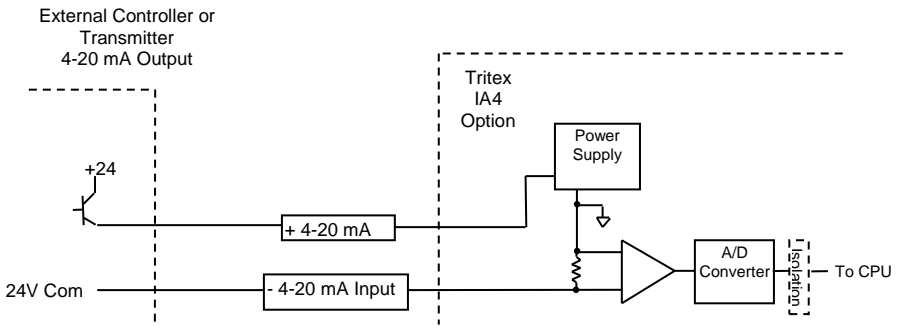 External Controller or
Transmitter
4-20 mA Output
Tritex
IA4
Option
Power
Supply
+24
+ 4-20 mA
A/D
Converter
Isolation
To CPU
24V Com
- 4-20 mA Input